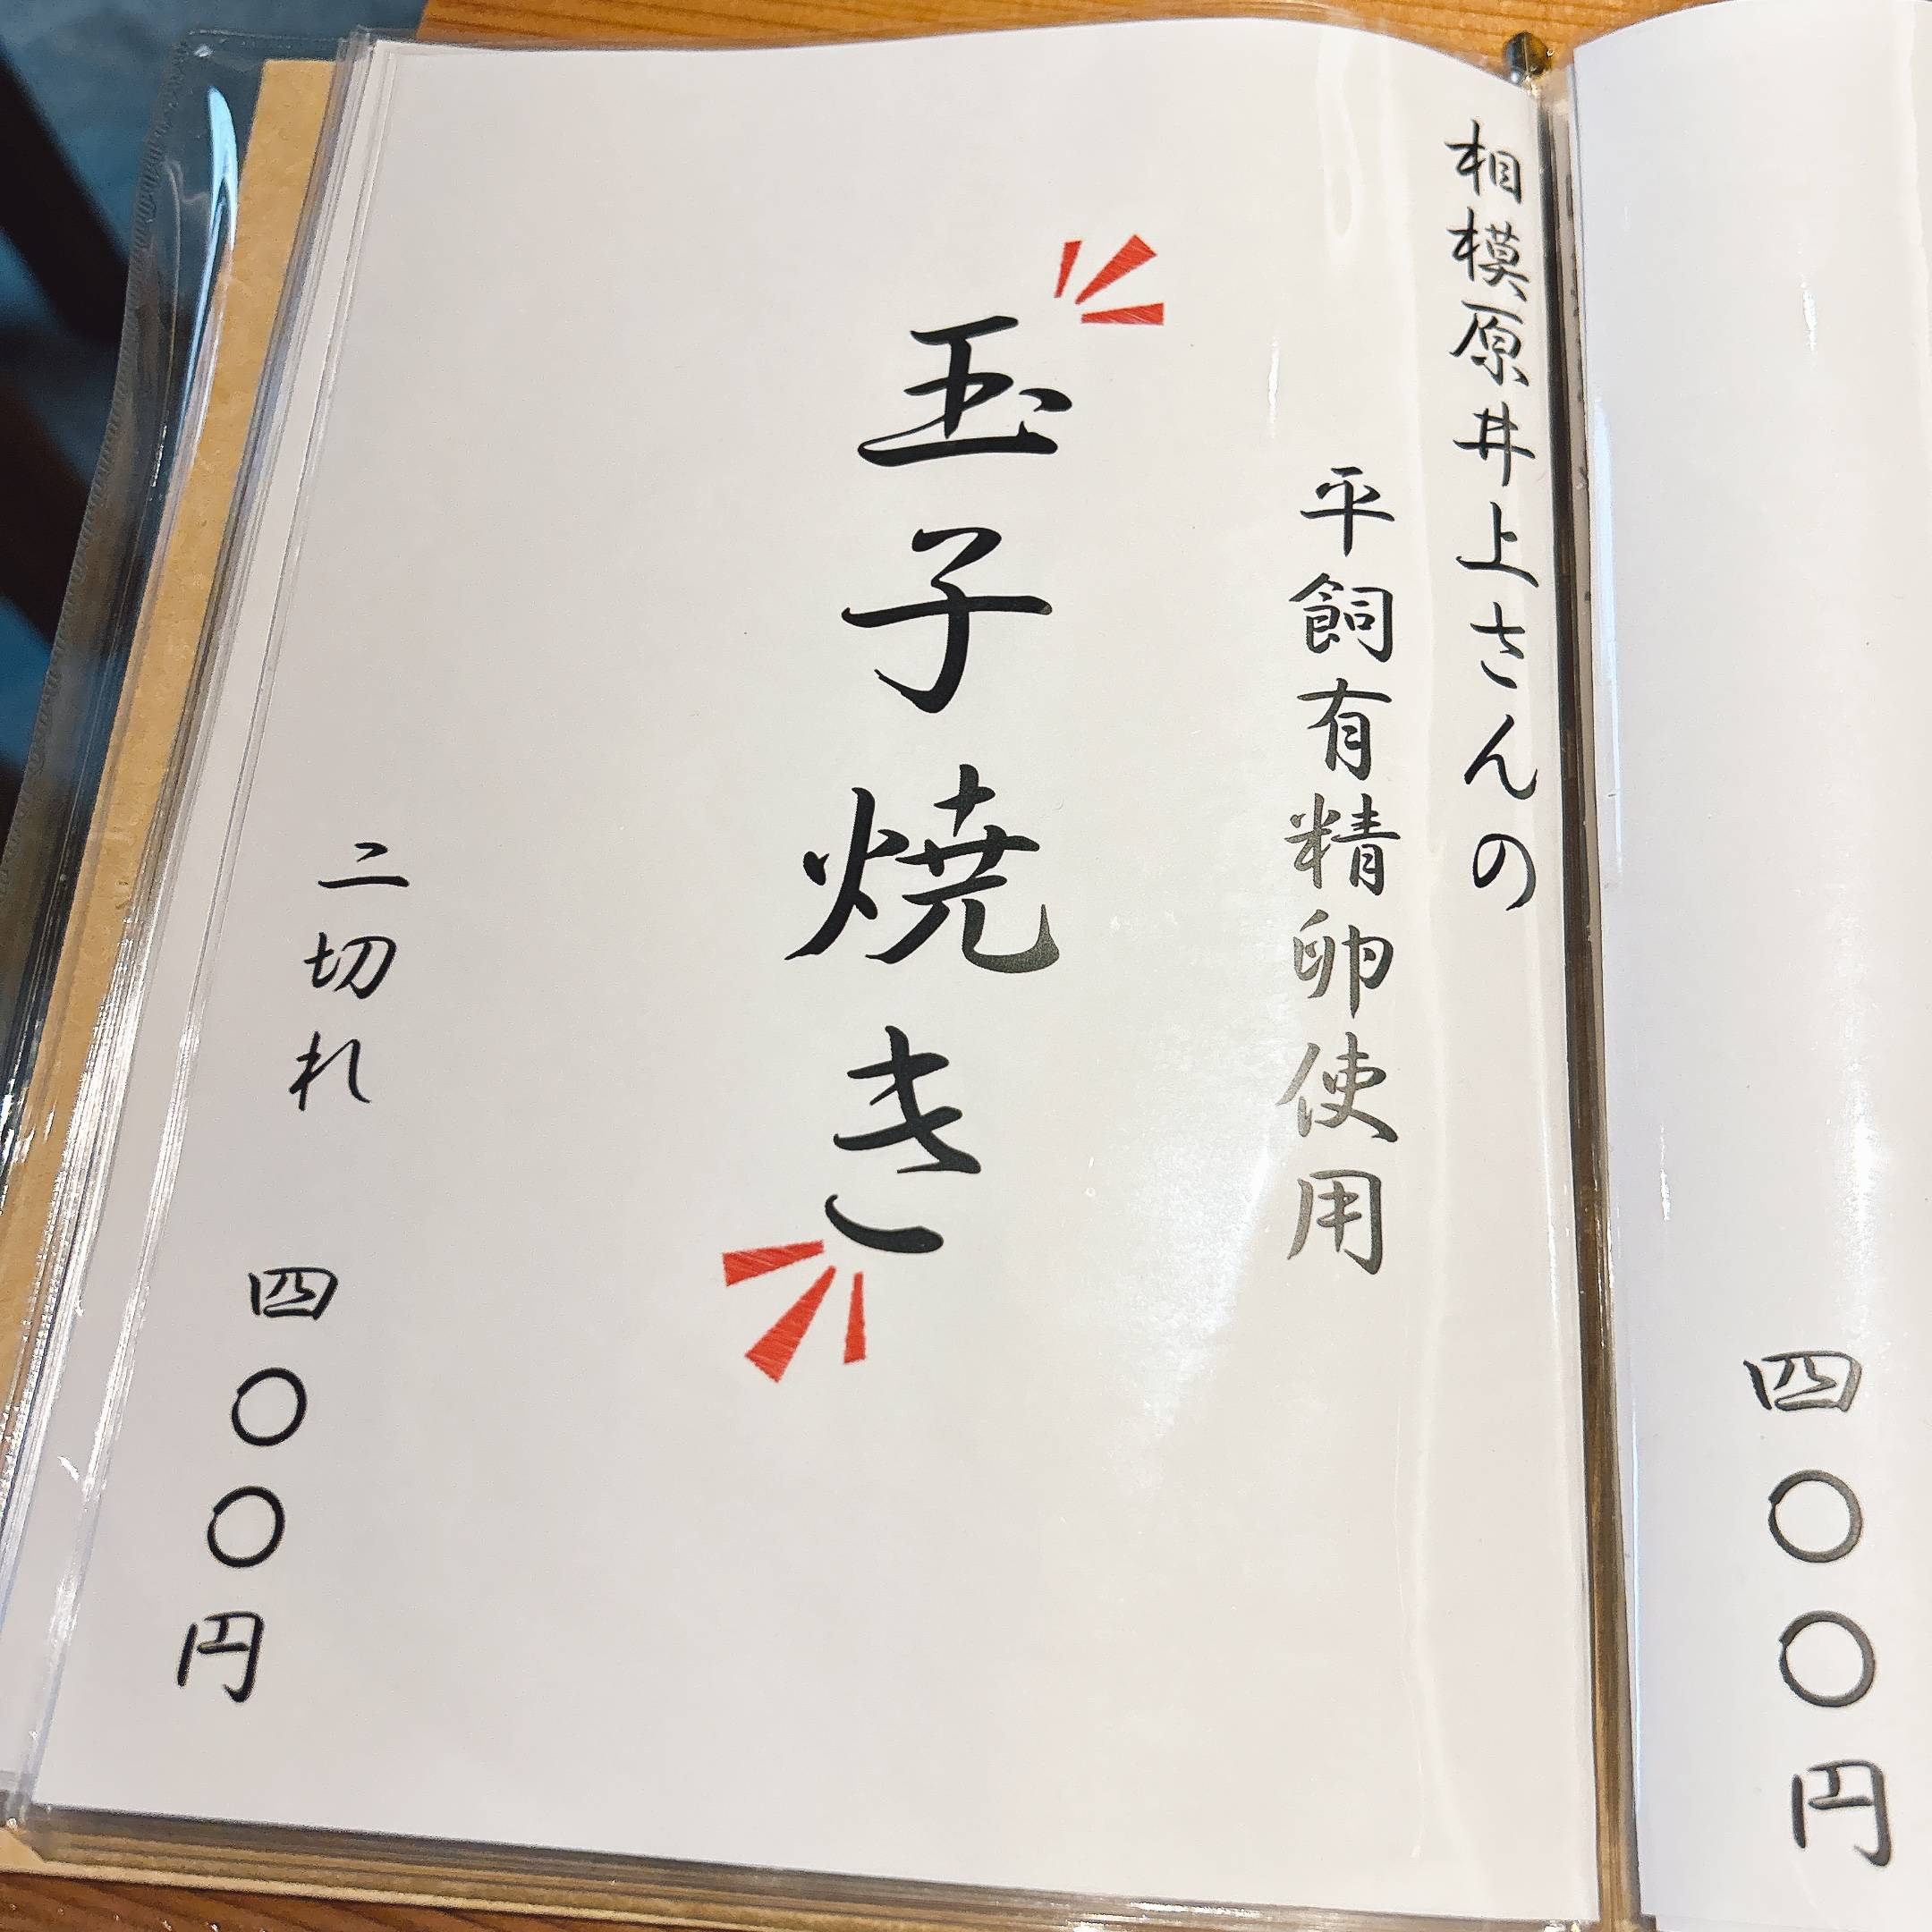 四〇〇円
相模原井上さんの
平飼有精卵使用
玉子焼き
二切れ
四〇〇円